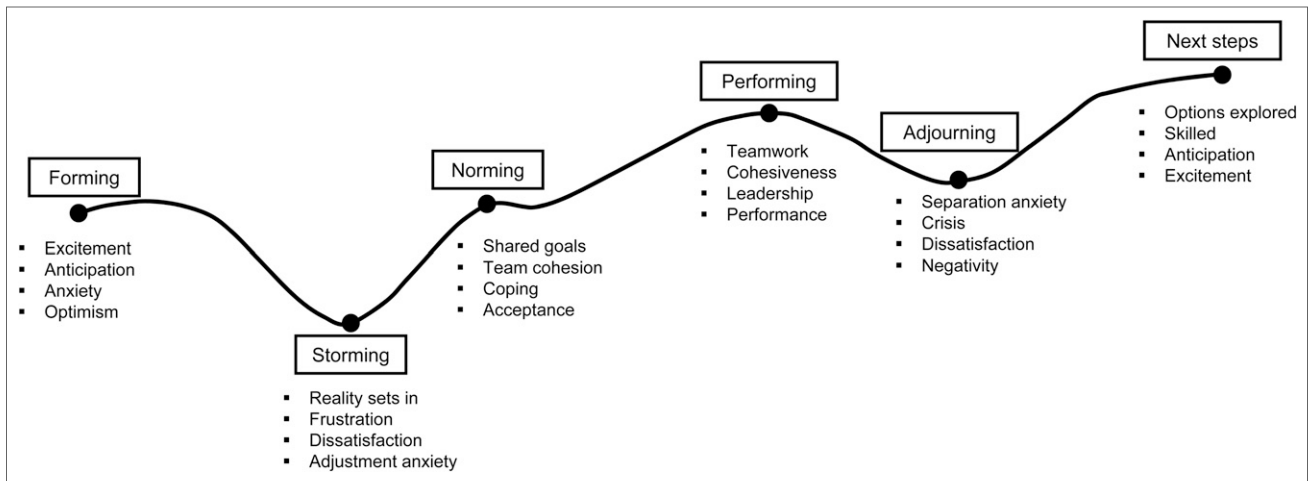 Forming
▪ Excitement
▪ Anticipation
▪ Anxiety
▪ Optimism
Storming
▪ Reality sets in
▪ Frustration
▪ Dissatisfaction
▪ Adjustment anxiety
Norming
▪ Shared goals
▪ Team cohesion
▪ Coping
▪ Acceptance
Performing
▪ Teamwork
▪ Cohesiveness
▪ Leadership
▪ Performance
Adjourning
▪ Separation anxiety
▪ Crisis
▪ Dissatisfaction
▪ Negativity
Next steps
▪ Options explored
▪ Skilled
▪ Anticipation
▪ Excitement